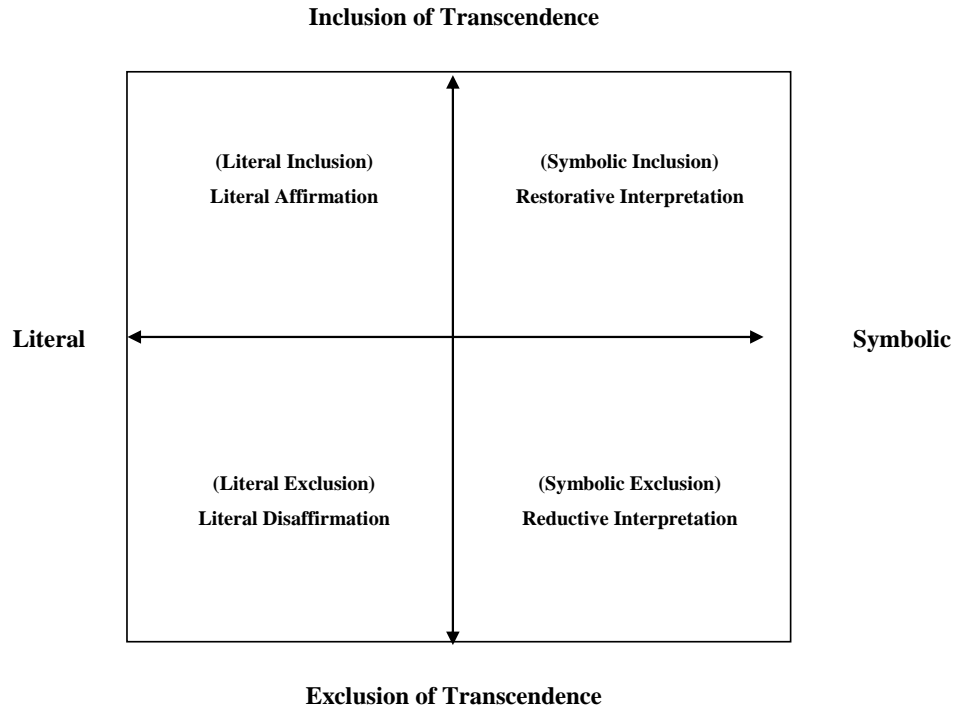 Inclusion of Transcendence
(Literal Inclusion)
Literal Affirmation
(Symbolic Inclusion)
Restorative Interpretation
Literal
Symbolic
(Literal Exclusion)
Literal Disaffirmation
(Symbolic Exclusion)
Reductive Interpretation
Exclusion of Transcendence